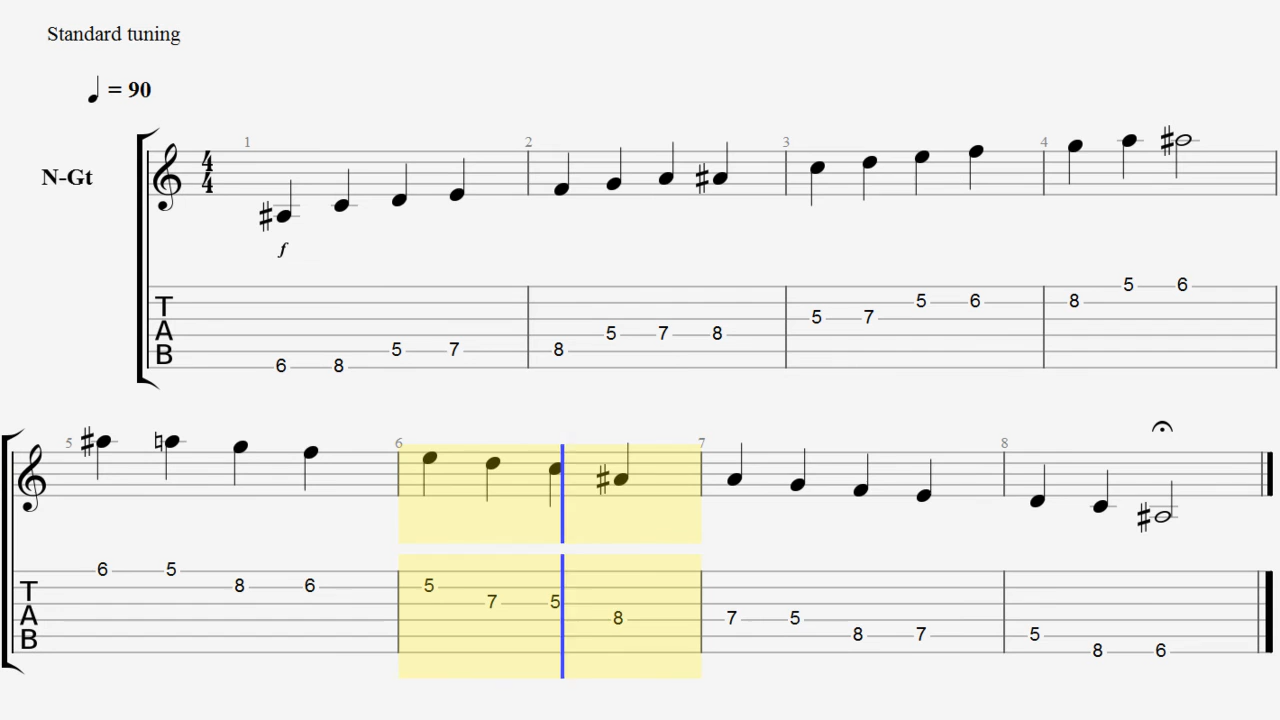 Standard tuning
= 90
1 2 3 4
N-Gt
4
4
f
T
A
B
6 8 5 7 8 5 7 8 5 7 5 6 8 5 6
5 6 7 8
T
A
B
6 5 8 6 5 7 5 8 7 5 8 7 5 8 6